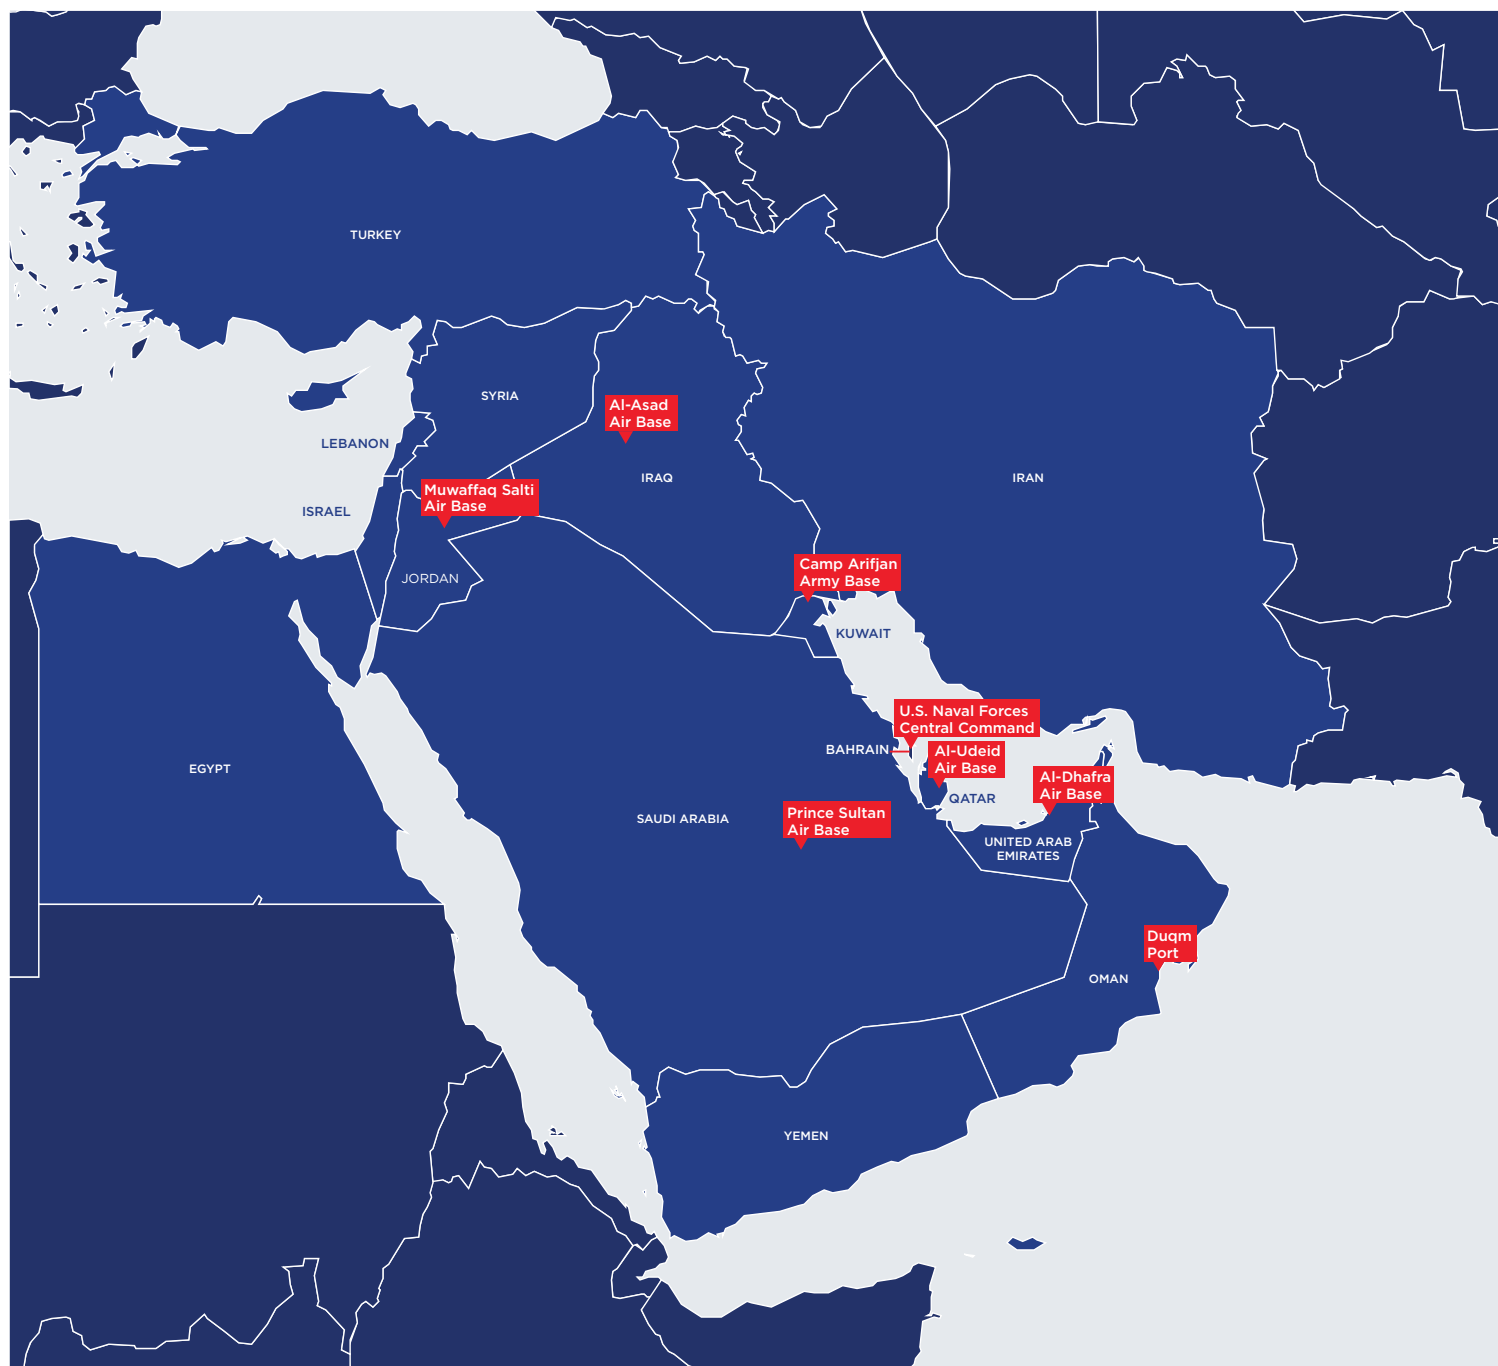 TURKEY
SYRIA
Al-Asad
Air Base
LEBANON
IRAQ
IRAN
Muwaffaq Salti
Air Base
ISRAEL
JORDAN
Camp Arifjan
Army Base
KUWAIT
U.S. Naval Forces
Central Command
BAHRAIN
Al-Udeid
Air Base
EGYPT
Al-Dhafra
Air Base
QATAR
Prince Sultan
Air Base
SAUDI ARABIA
UNITED ARAB
EMIRATES
Duqm
Port
OMAN
YEMEN